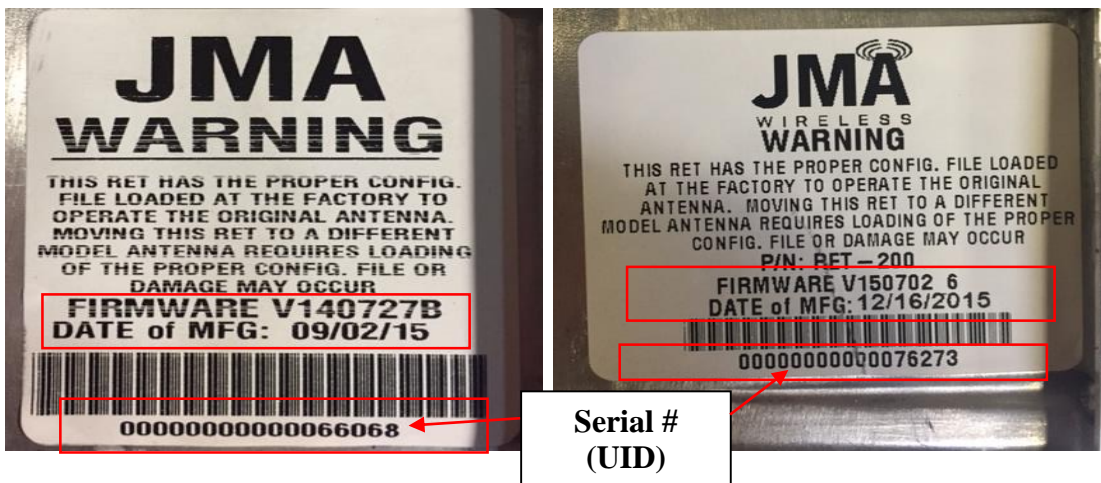 JMA
WARNING
THIS RET HAS THE PROPER CONFIG.
FILE LOADED AT THE FACTORY TO
OPERATE THE ORIGINAL ANTENNA.
MOVING THIS RET TO A DIFFERENT
MODEL ANTENNA REQUIRES LOADING
OF THE PROPER CONFIG. FILE OR
DAMAGE MAY OCCUR
FIRMWARE V140727B
DATE of MFG: 09/02/15
00000000000066068
JMA
WIRELESS
WARNING
THIS RET HAS THE PROPER CONFIG. FILE LOADED
AT THE FACTORY TO OPERATE THE ORIGINAL
ANTENNA. MOVING THIS RET TO A DIFFERENT
MODEL ANTENNA REQUIRES LOADING OF THE PROPER
CONFIG. FILE OR DAMAGE MAY OCCUR
P/N: RET-200
FIRMWARE V150702 6
DATE of MFG: 12/16/2015
00000000000076273
Serial #
(UID)